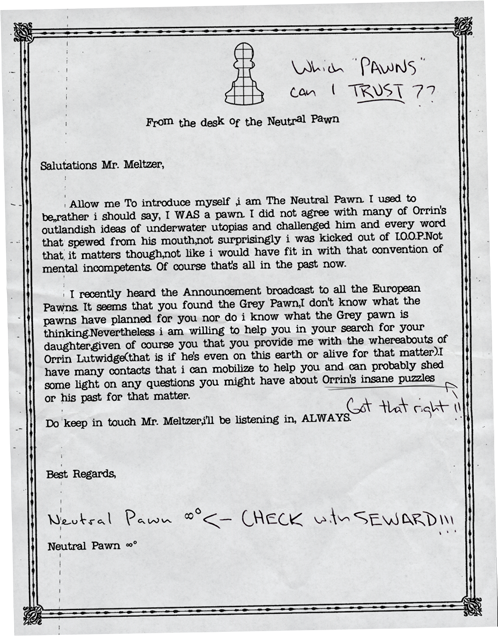 Which "PAWNS"
can I TRUST ??
From the desk of the Neutral Pawn
Salutations Mr. Meltzer,
Allow me To introduce myself ,i am The Neutral Pawn. I used to
be,rather i should say, I WAS a pawn. I did not agree with many of Orrin's
outlandish ideas of underwater utopias and challenged him and every word
that spewed from his mouth,not surprisingly i was kicked out of I.O.O.P.Not
that it matters though,not like i would have fit in with that convention of
mental incompetents. Of course that's all in the past now.
I recently heard the Announcement broadcast to all the European
Pawns. It seems that you found the Grey Pawn,I don't know what the
pawns have planned for you nor do i know what the Grey pawn is
thinking.Nevertheless i am willing to help you in your search for your
daughter,given of course you that you provide me with the whereabouts of
Orrin Lutwidge(that is if he's even on this earth or alive for that matter).I
have many contacts that i can mobilize to help you and can probably shed
some light on any questions you might have about Orrin's insane puzzles
or his past for that matter.
Got that right !!
Do keep in touch Mr. Meltzer,i'll be listening in, ALWAYS.
Best Regards,
Neutral Pawn ∞° <— CHECK with SEWARD!!!
Neutral Pawn ∞°